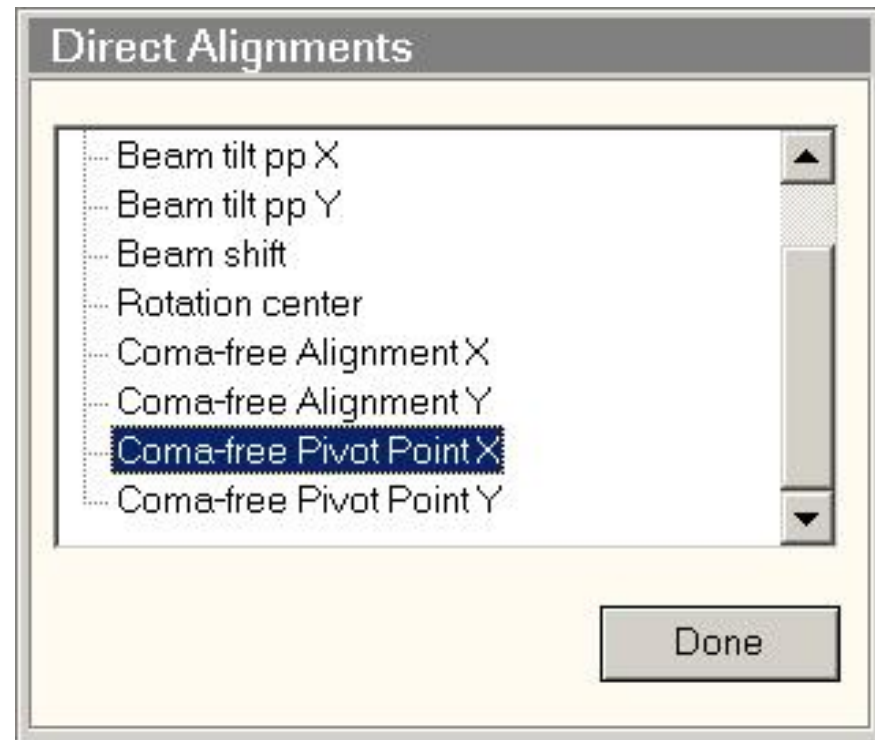 Direct Alignments
Beam tilt pp X
Beam tilt pp Y
Beam shift
Rotation center
Coma-free Alignment X
Coma-free Alignment Y
Coma-free Pivot Point X
Coma-free Pivot Point Y
Done